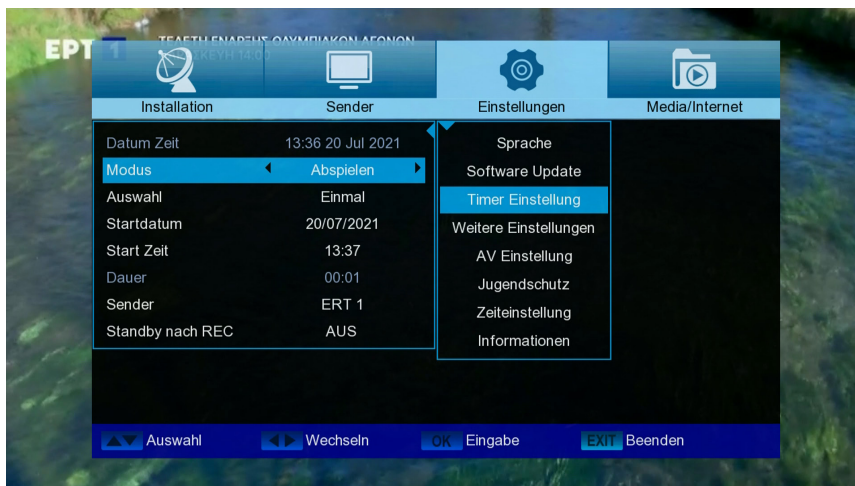 ΕΡΤ 1
ΤΕΛΕΤΗ ΕΝΑΡΞΗΣ ΟΛΥΜΠΙΑΚΩΝ ΑΓΩΝΩΝ
14:00
Installation
Sender
Einstellungen
Media/Internet
Datum Zeit 13:36 20 Jul 2021
Modus Abspielen
Auswahl Einmal
Startdatum 20/07/2021
Start Zeit 13:37
Dauer 00:01
Sender ERT 1
Standby nach REC AUS
Sprache
Software Update
Timer Einstellung
Weitere Einstellungen
AV Einstellung
Jugendschutz
Zeiteinstellung
Informationen
Auswahl
Wechseln
OK Eingabe
EXIT Beenden